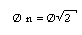 Ø n = Ø√2